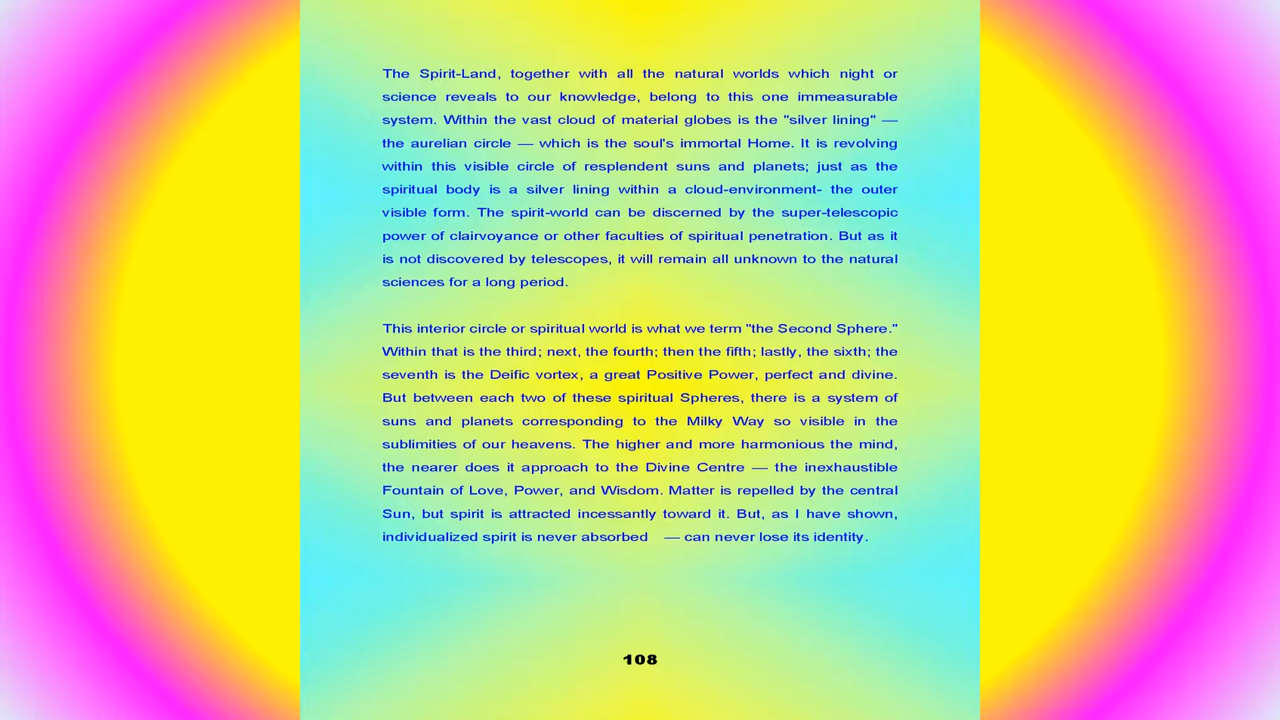 The Spirit-Land, together with all the natural worlds which night or
science reveals to our knowledge, belong to this one immeasurable
system. Within the vast cloud of material globes is the "silver lining" —
the aurelian circle — which is the soul's immortal Home. It is revolving
within this visible circle of resplendent suns and planets; just as the
spiritual body is a silver lining within a cloud-environment- the outer
visible form. The spirit-world can be discerned by the super-telescopic
power of clairvoyance or other faculties of spiritual penetration. But as it
is not discovered by telescopes, it will remain all unknown to the natural
sciences for a long period.
This interior circle or spiritual world is what we term "the Second Sphere."
Within that is the third; next, the fourth; then the fifth; lastly, the sixth; the
seventh is the Deific vortex, a great Positive Power, perfect and divine.
But between each two of these spiritual Spheres, there is a system of
suns and planets corresponding to the Milky Way so visible in the
sublimities of our heavens. The higher and more harmonious the mind,
the nearer does it approach to the Divine Centre — the inexhaustible
Fountain of Love, Power, and Wisdom. Matter is repelled by the central
Sun, but spirit is attracted incessantly toward it. But, as I have shown,
individualized spirit is never absorbed — can never lose its identity.
108